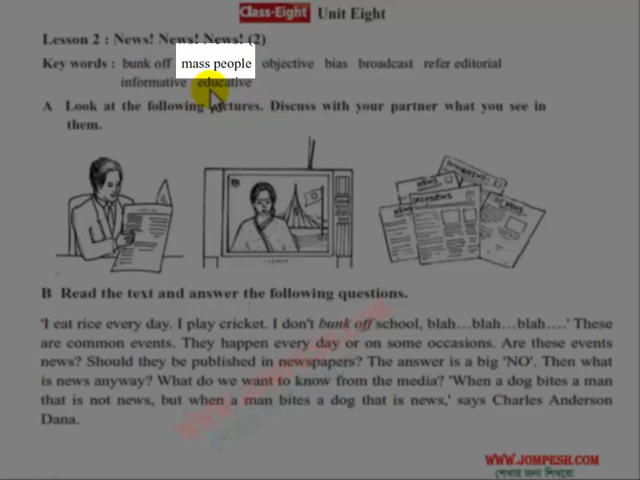 Class-Eight Unit Eight
Lesson 2 : News! News! News! (2)
Key words : bunk off mass people objective bias broadcast refer editorial
informative educative
A Look at the following pictures. Discuss with your partner what you see in
them.
NEWS
B Read the text and answer the following questions.
'I eat rice every day. I play cricket. I don't bunk off school, blah…blah…blah….' These
are common events. They happen every day or on some occasions. Are these events
news? Should they be published in newspapers? The answer is a big 'NO'. Then what
is news anyway? What do we want to know from the media? 'When a dog bites a man
that is not news, but when a man bites a dog that is news,' says Charles Anderson
Dana.
WWW.JOMPESH.COM
শেখার জন্য শিখবো